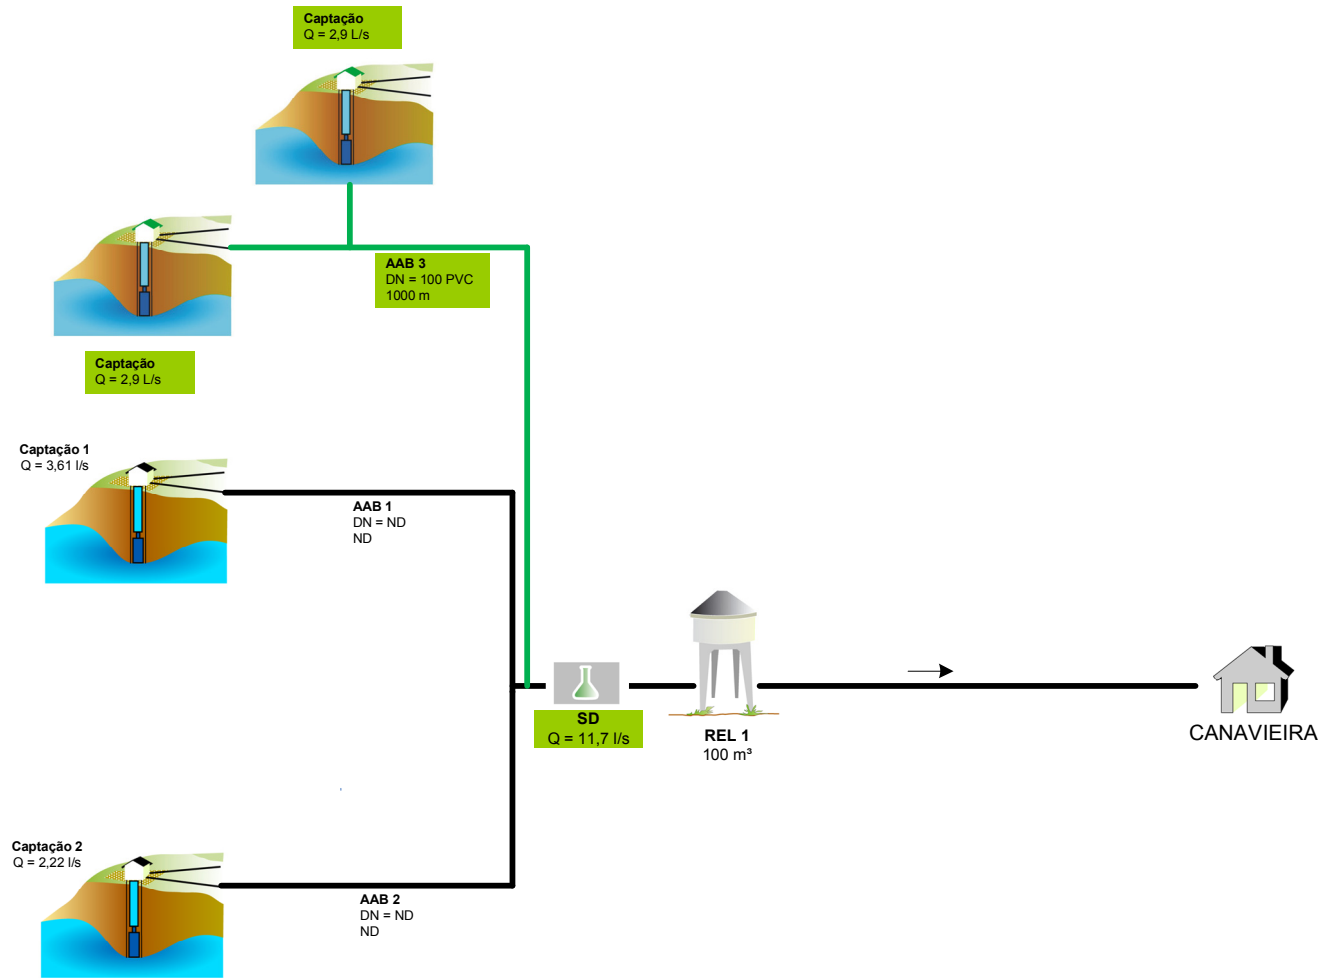 Captação
Q = 2,9 L/s
AAB 3
DN = 100 PVC
1000 m
Captação
Q = 2,9 L/s
Captação 1
Q = 3,61 l/s
AAB 1
DN = ND
ND
SD
Q = 11,7 l/s
REL 1
100 m³
CANAVIEIRA
Captação 2
Q = 2,22 l/s
AAB 2
DN = ND
ND